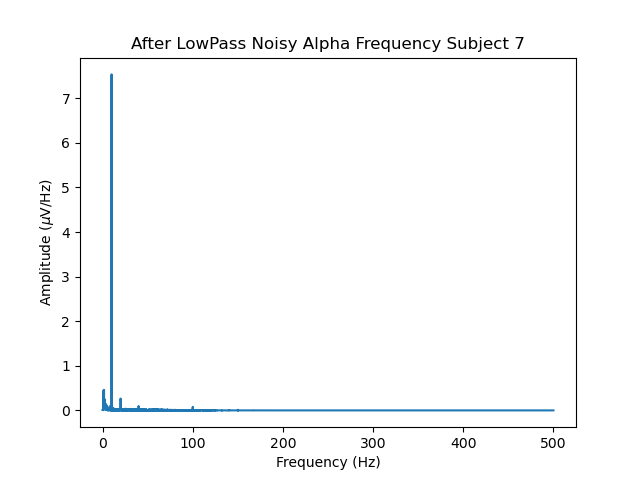 After LowPass Noisy Alpha Frequency Subject 7
7
6
5
4
3
2
1
0
Amplitude (μV/Hz)
0 100 200 300 400 500
Frequency (Hz)